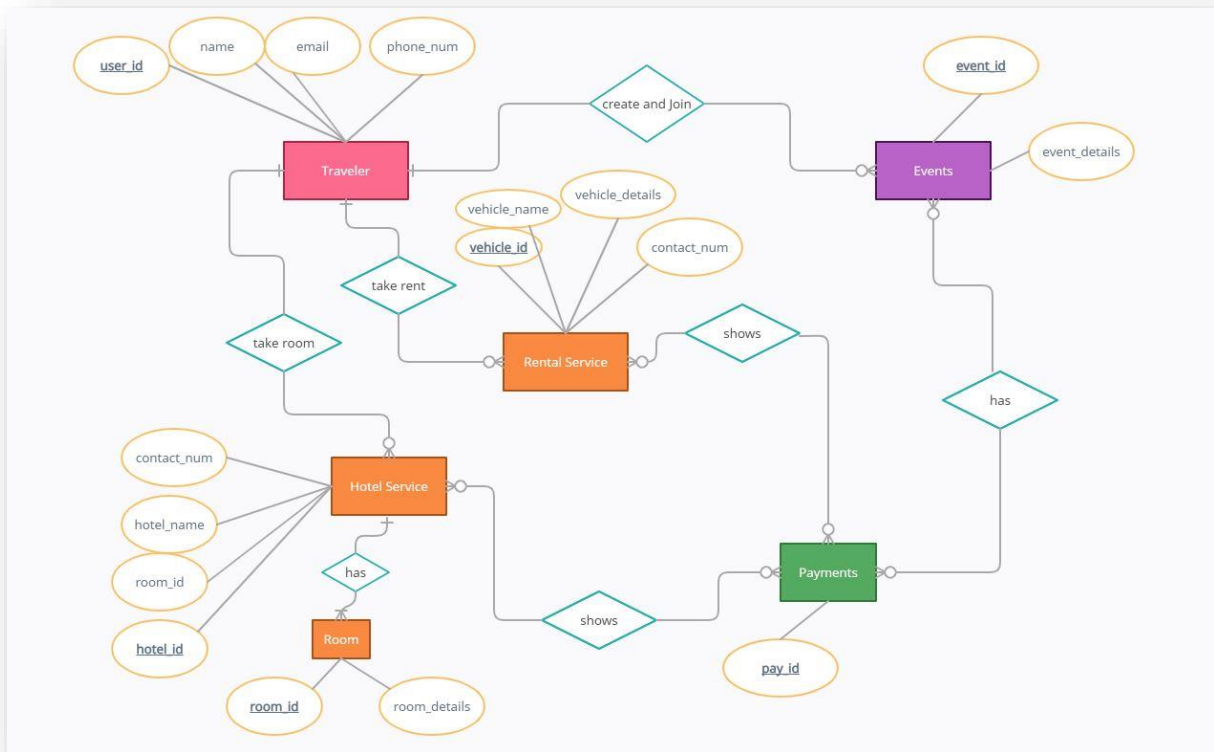 name
email
phone_num
user_id
event_id
create and Join
event_details
Traveler
Events
vehicle_details
vehicle_name
vehicle_id
contact_num
take rent
shows
take room
Rental Service
has
contact_num
Hotel Service
hotel_name
has
Payments
room_id
shows
Room
hotel_id
pay_id
room_id
room_details